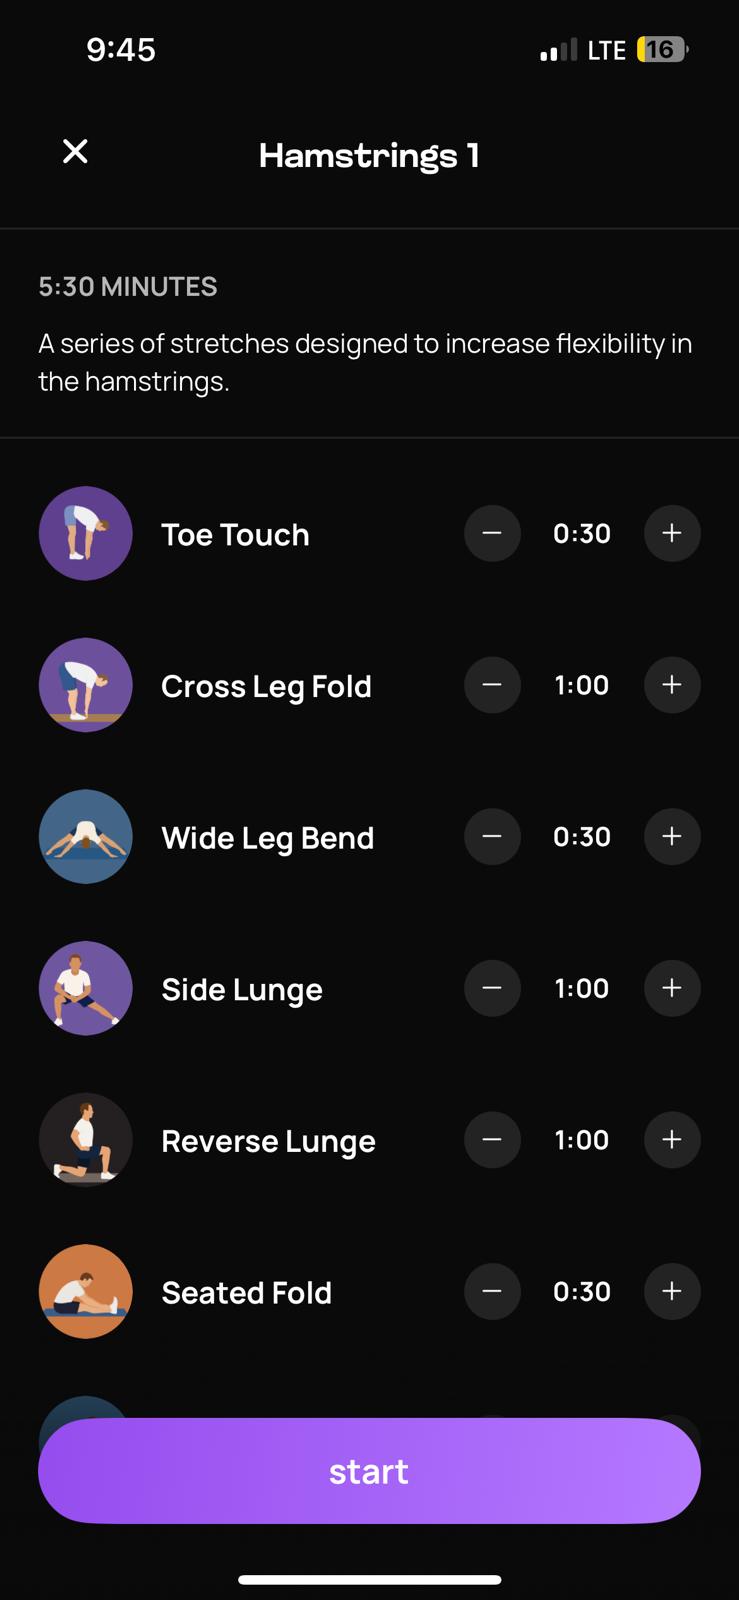 9:45
LTE
16
Hamstrings 1
5:30 MINUTES
A series of stretches designed to increase flexibility in
the hamstrings.
Toe Touch
0:30
Cross Leg Fold
1:00
Wide Leg Bend
0:30
Side Lunge
1:00
Reverse Lunge
1:00
Seated Fold
0:30
start